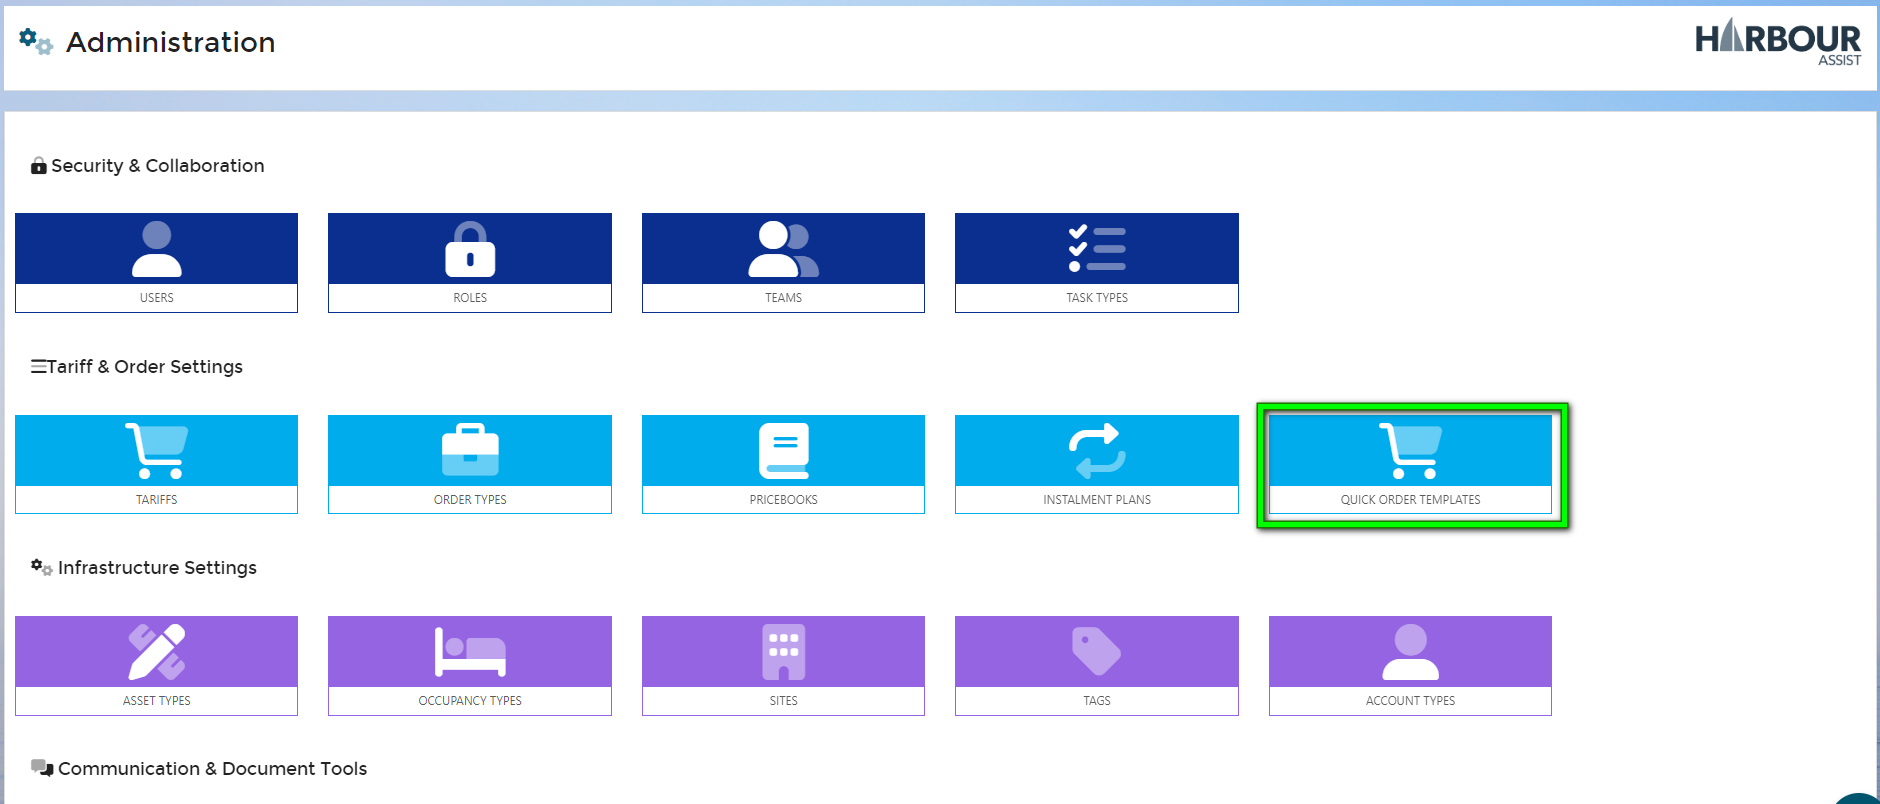 Administration
HARBOUR
ASSIST
Security & Collaboration
USERS
ROLES
TEAMS
TASK TYPES
Tariff & Order Settings
TARIFFS
ORDER TYPES
PRICEBOOKS
INSTALMENT PLANS
QUICK ORDER TEMPLATES
Infrastructure Settings
ASSET TYPES
OCCUPANCY TYPES
SITES
TAGS
ACCOUNT TYPES
Communication & Document Tools